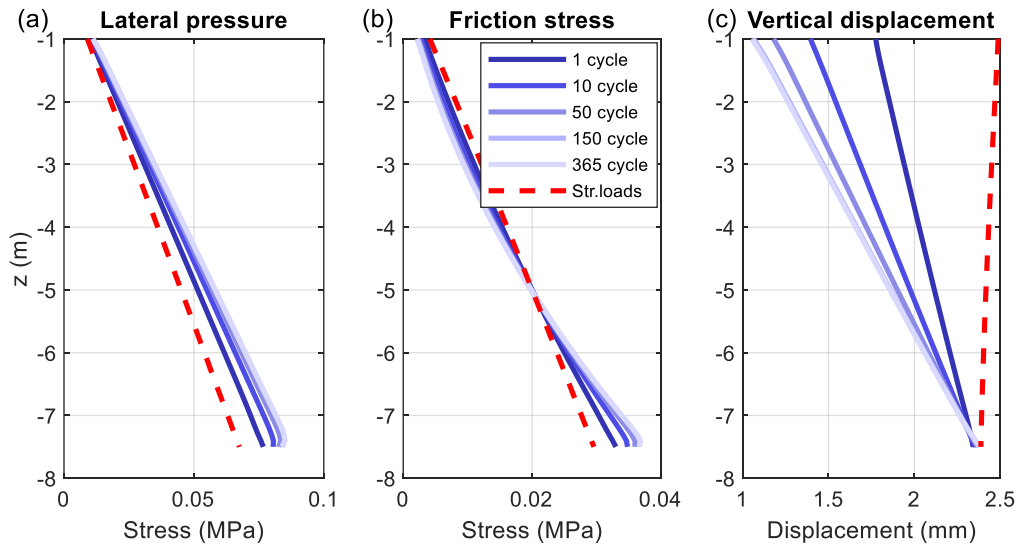 (a) Lateral pressure
-1
-2
-3
-4
-5
-6
-7
-8
z (m)
0 0.05 0.1
Stress (MPa)
(b) Friction stress
-1
-2
-3
-4
-5
-6
-7
-8
1 cycle
10 cycle
50 cycle
150 cycle
365 cycle
Str.loads
0 0.02 0.04
Stress (MPa)
(c) Vertical displacement
-1
-2
-3
-4
-5
-6
-7
-8
1 1.5 2 2.5
Displacement (mm)